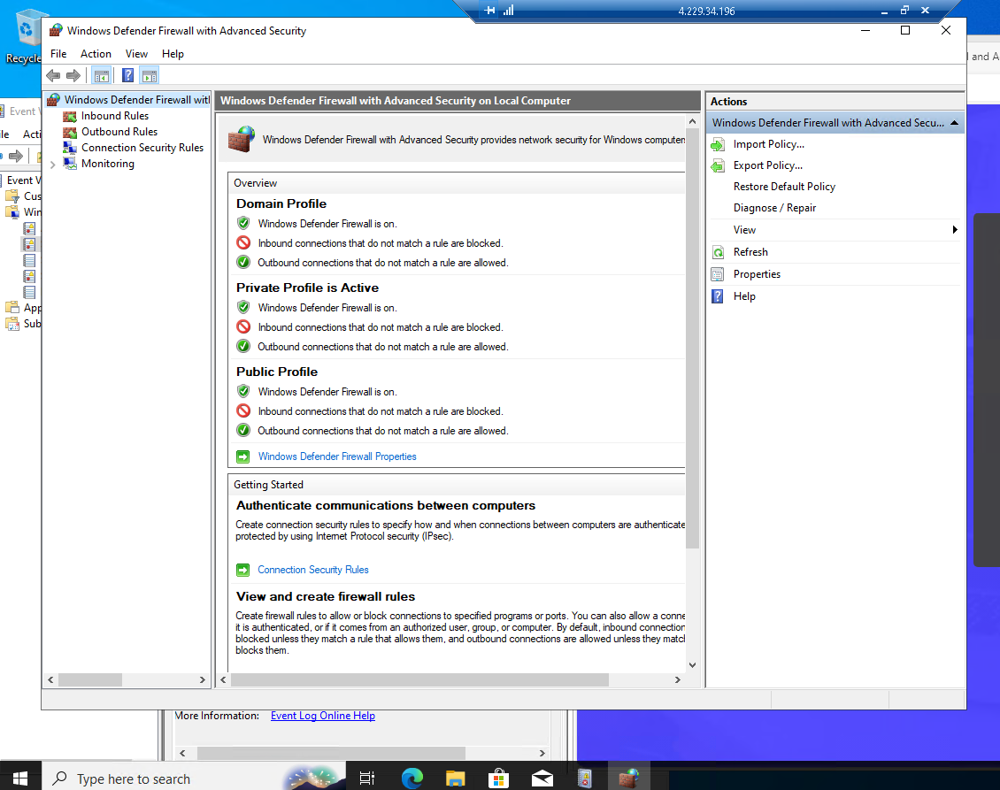 4.229.34.196
Recycle
Windows Defender Firewall with Advanced Security
File Action View Help
l and A
Event V
ile Acti
Event V
Cus
Win
App
Sub
Windows Defender Firewall with
Inbound Rules
Outbound Rules
Connection Security Rules
Monitoring
Windows Defender Firewall with Advanced Security on Local Computer
Windows Defender Firewall with Advanced Security provides network security for Windows computers
Overview
Domain Profile
Windows Defender Firewall is on.
Inbound connections that do not match a rule are blocked.
Outbound connections that do not match a rule are allowed.
Private Profile is Active
Windows Defender Firewall is on.
Inbound connections that do not match a rule are blocked.
Outbound connections that do not match a rule are allowed.
Public Profile
Windows Defender Firewall is on.
Inbound connections that do not match a rule are blocked.
Outbound connections that do not match a rule are allowed.
Windows Defender Firewall Properties
Getting Started
Authenticate communications between computers
Create connection security rules to specify how and when connections between computers are authenticate
protected by using Internet Protocol security (IPsec).
Connection Security Rules
View and create firewall rules
Create firewall rules to allow or block connections to specified programs or ports. You can also allow a conne
it is authenticated, or if it comes from an authorized user, group, or computer. By default, inbound connection
blocked unless they match a rule that allows them, and outbound connections are allowed unless they match
blocks them.
Actions
Windows Defender Firewall with Advanced Secu...
Import Policy...
Export Policy...
Restore Default Policy
Diagnose / Repair
View
Refresh
Properties
Help
More Information: Event Log Online Help
Type here to search